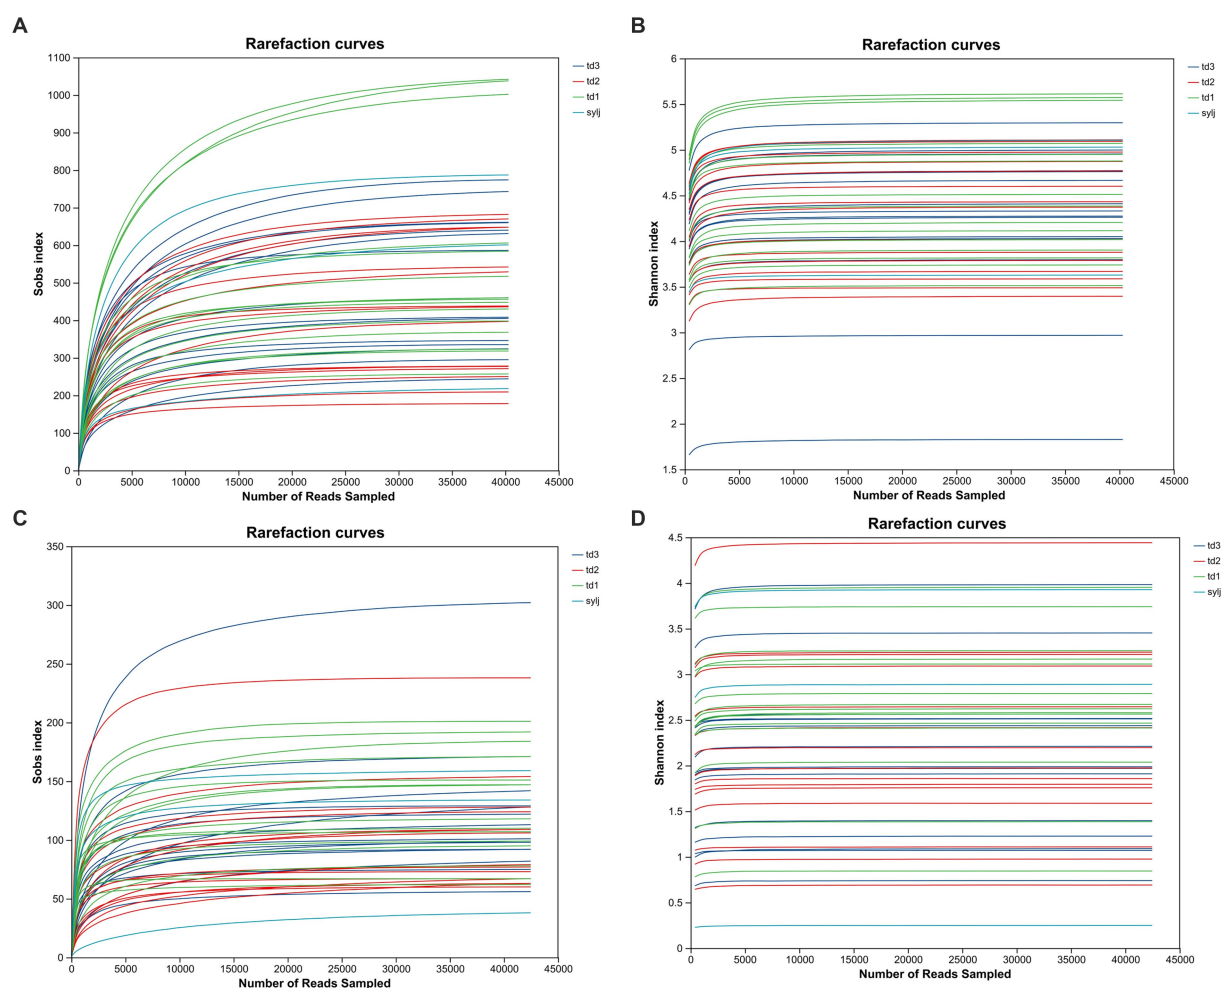 A
Rarefaction curves
Sobs index
1100
1000
900
800
700
600
500
400
300
200
100
0
0 5000 10000 15000 20000 25000 30000 35000 40000 45000
Number of Reads Sampled
td3
td2
td1
sylj
B
Rarefaction curves
Shannon index
6
5.5
5
4.5
4
3.5
3
2.5
2
1.5
0 5000 10000 15000 20000 25000 30000 35000 40000 45000
Number of Reads Sampled
td3
td2
td1
sylj
C
Rarefaction curves
Sobs index
350
300
250
200
150
100
50
0
0 5000 10000 15000 20000 25000 30000 35000 40000 45000
Number of Reads Sampled
td3
td2
td1
sylj
D
Rarefaction curves
Shannon index
4.5
4
3.5
3
2.5
2
1.5
1
0.5
0
0 5000 10000 15000 20000 25000 30000 35000 40000 45000
Number of Reads Sampled
td3
td2
td1
sylj